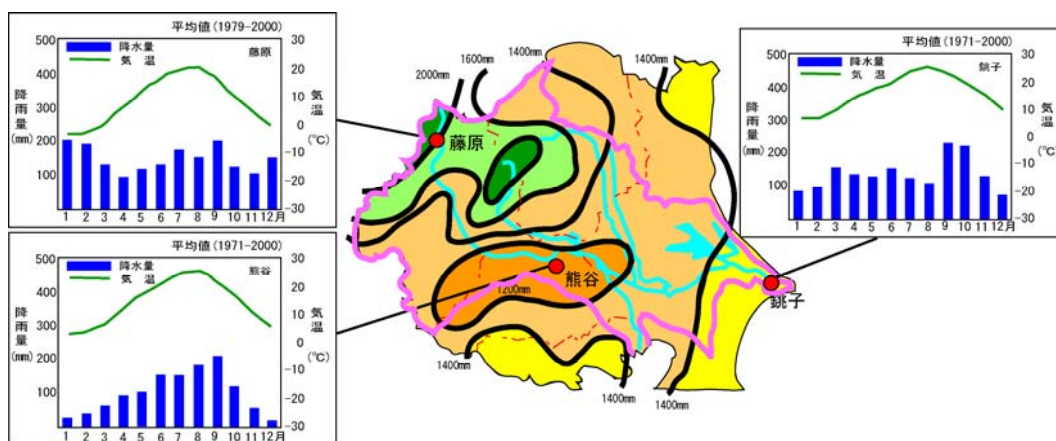 平均値(1979-2000)
500
400
300
200
100
降雨量(mm)
降水量
気温
藤原
30
20
10
0
-10
-20
-30
気温(℃)
1 2 3 4 5 6 7 8 9 10 11 12月
平均値(1971-2000)
500
400
300
200
100
降雨量(mm)
降水量
気温
熊谷
30
20
10
0
-10
-20
-30
気温(℃)
1 2 3 4 5 6 7 8 9 10 11 12月
1400mm
1600mm
2000mm
1400mm
藤原
熊谷
1200mm
銚子
1400mm
1400mm
1400mm
平均値(1971-2000)
500
400
300
200
100
降雨量(mm)
降水量
気温
銚子
30
20
10
0
-10
-20
-30
気温(℃)
1 2 3 4 5 6 7 8 9 10 11 12月